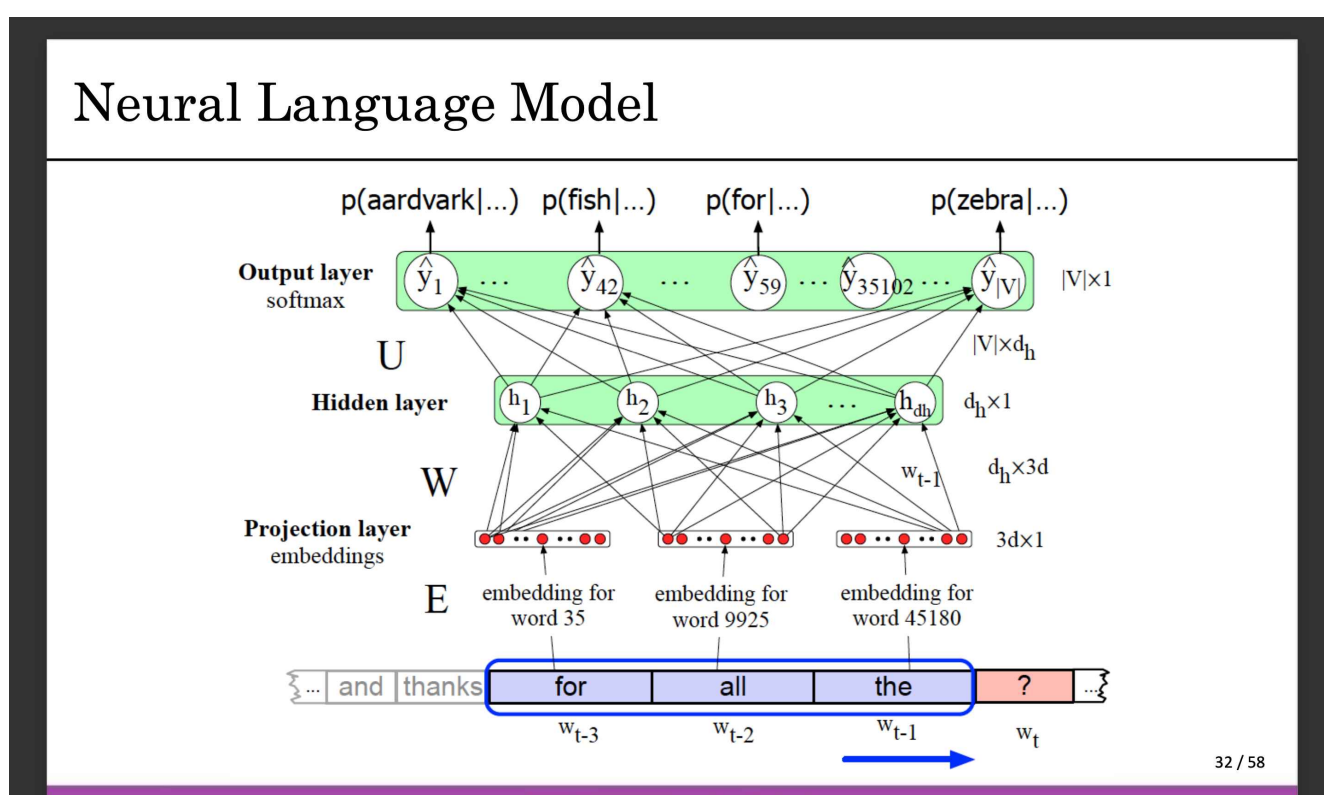 Neural Language Model
p(aardvark|...) p(fish|...) p(for|...) p(zebra|...)
Output layer
softmax
ŷ1 ... ŷ42 ... ŷ59 ... ŷ35102 ... ŷ|V|
|V|×1
U
|V|×dh
Hidden layer
h1 h2 h3 ... hdh
dh×1
W
wt-1
dh×3d
Projection layer
embeddings
3d×1
E
embedding for
word 35
embedding for
word 9925
embedding for
word 45180
... and thanks for all the ? ...
wt-3 wt-2 wt-1 wt
32 / 58